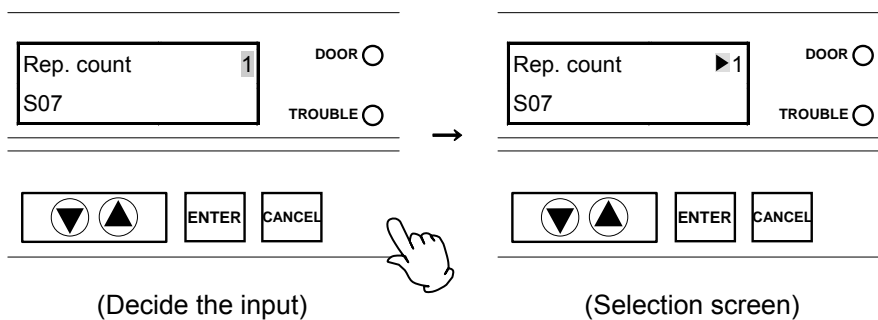 Rep. count 1
DOOR
S07
TROUBLE
ENTER
CANCEL
(Decide the input)
→
Rep. count ▶1
DOOR
S07
TROUBLE
ENTER
CANCEL
(Selection screen)